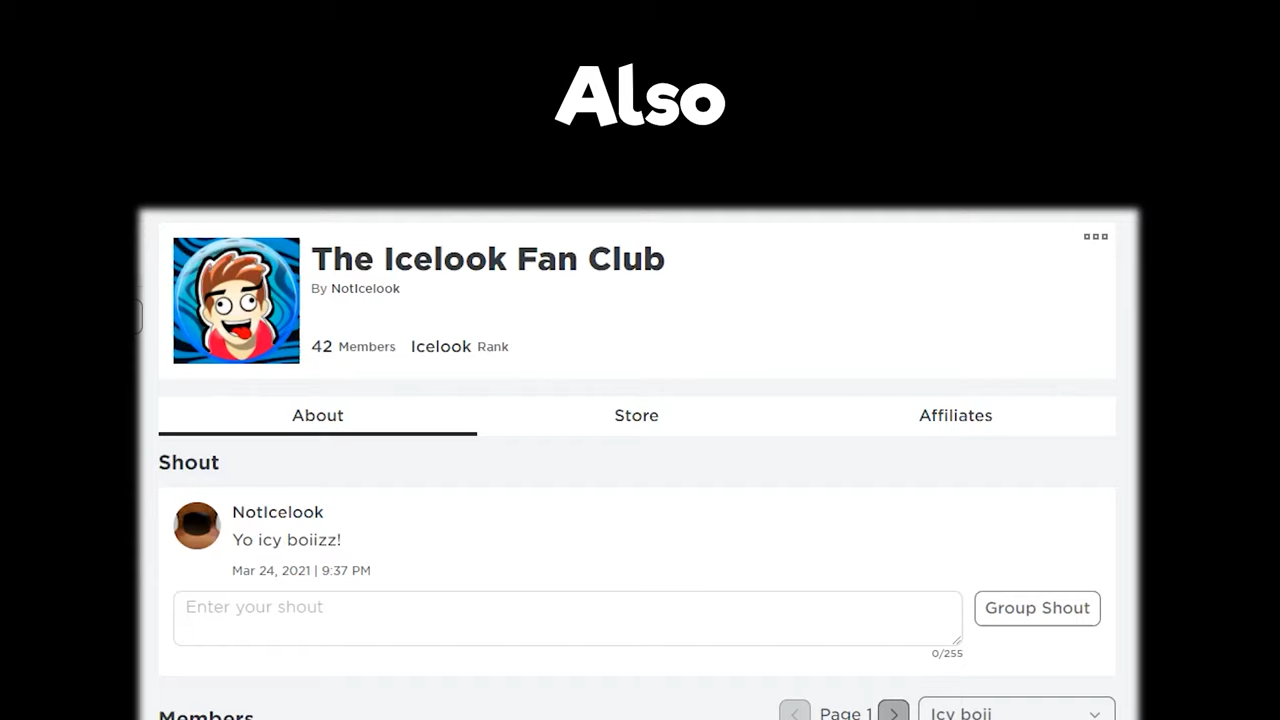 Also
The Icelook Fan Club
By NotIcelook
42 Members Icelook Rank
About Store Affiliates
Shout
NotIcelook
Yo icy boiizz!
Mar 24, 2021 | 9:37 PM
Enter your shout
Group Shout
0/255
Members Page 1 Icy boii